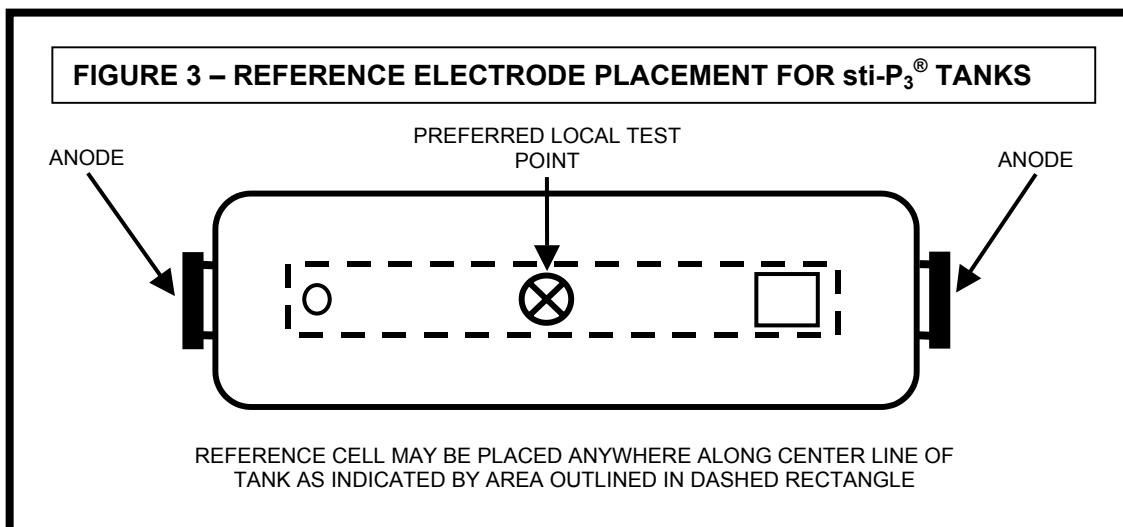 FIGURE 3 – REFERENCE ELECTRODE PLACEMENT FOR sti-P₃® TANKS
PREFERRED LOCAL TEST
POINT
ANODE
ANODE
REFERENCE CELL MAY BE PLACED ANYWHERE ALONG CENTER LINE OF
TANK AS INDICATED BY AREA OUTLINED IN DASHED RECTANGLE